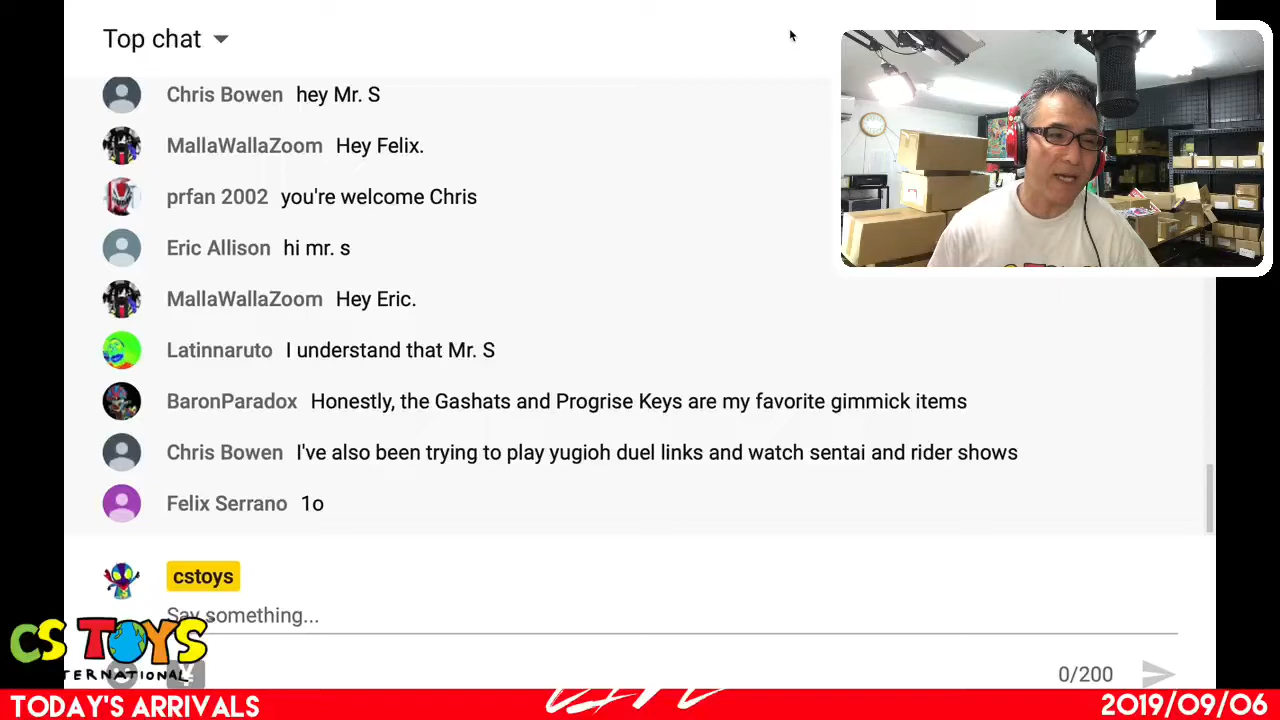 Top chat
Chris Bowen hey Mr. S
MallaWallaZoom Hey Felix.
prfan 2002 you're welcome Chris
Eric Allison hi mr. s
MallaWallaZoom Hey Eric.
Latinnaruto I understand that Mr. S
BaronParadox Honestly, the Gashats and Progrise Keys are my favorite gimmick items
Chris Bowen I've also been trying to play yugioh duel links and watch sentai and rider shows
Felix Serrano 1o
cstoys
Say something...
CS TOYS
TERNATIONAL
0/200
TODAY'S ARRIVALS
2019/09/06